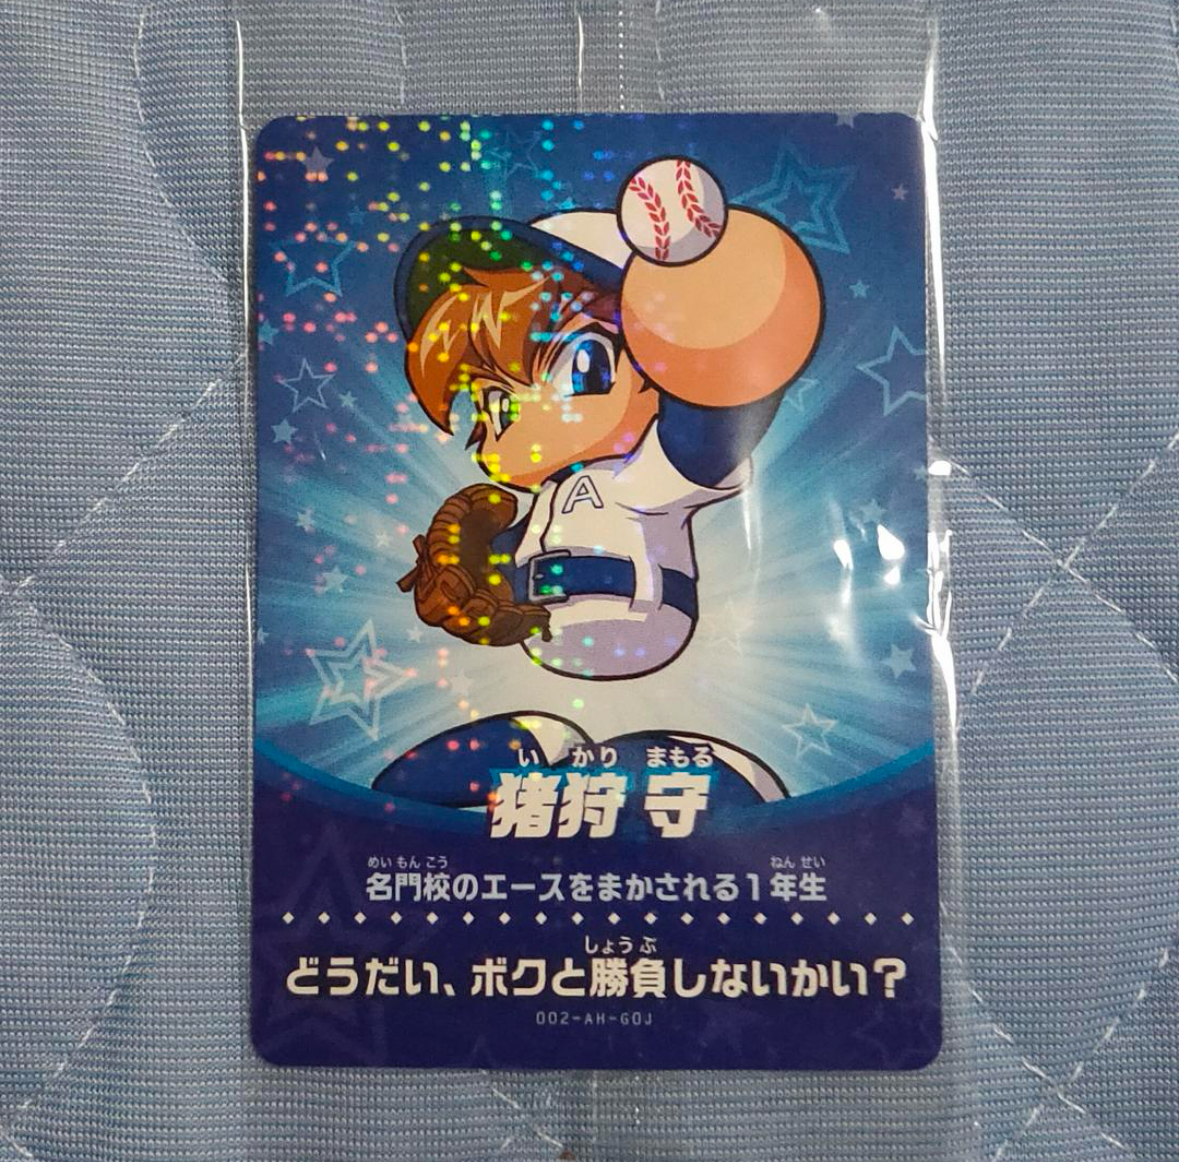 A
い かり まもる
猪狩 守
めい もん こう ねん せい
名門校のエースをまかされる1年生
しょう ぶ
どうだい、ボクと勝負しないかい?
002-AH-GOJ